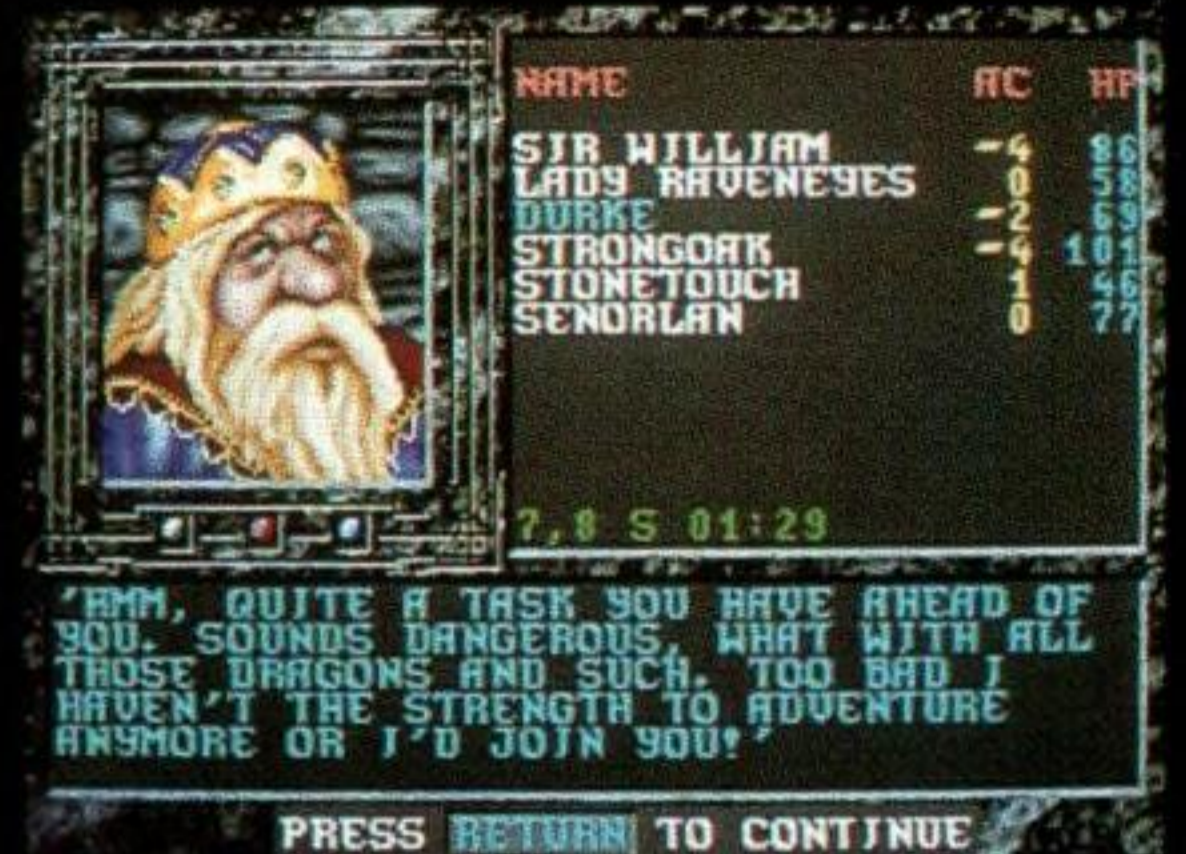 NAME AC HP
SIR WILLIAM -4 86
LADY RAVENEYES 0 58
DURKE -2 69
STRONGOAK -4 101
STONETOUCH 1 46
SENORLAN 0 77
7,8 S 01:29
'HMM, QUITE A TASK YOU HAVE AHEAD OF
YOU. SOUNDS DANGEROUS, WHAT WITH ALL
THOSE DRAGONS AND SUCH. TOO BAD I
HAVEN'T THE STRENGTH TO ADVENTURE
ANYMORE OR I'D JOIN YOU!'
PRESS RETURN TO CONTINUE